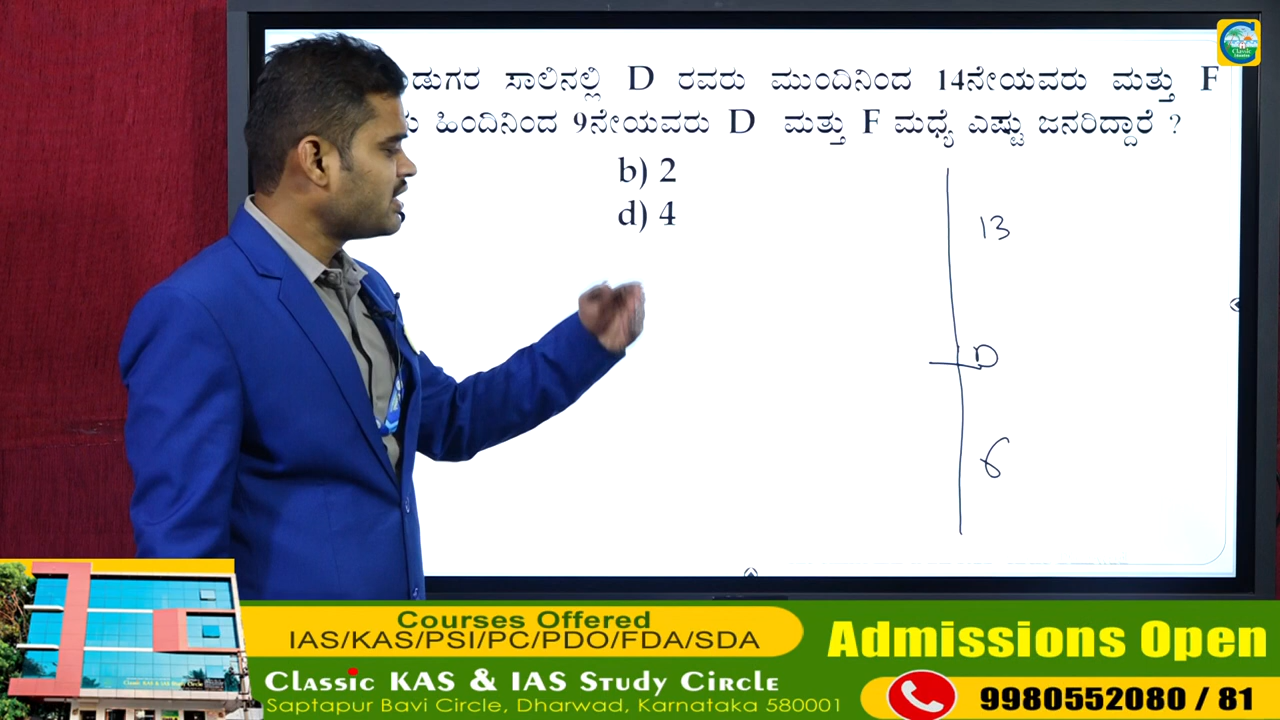 ಸಾಲಿನಲ್ಲಿ D ರವರು ಮುಂದಿನಿಂದ 14ನೇಯವರು ಮತ್ತು F
ಹಿಂದಿನಿಂದ 9ನೇಯವರು D ಮತ್ತು F ಮಧ್ಯೆ ಎಷ್ಟು ಜನರಿದ್ದಾರೆ ?
b) 2
d) 4
13
D
6
Courses Offered
IAS/KAS/PSI/PC/PDO/FDA/SDA
Classic KAS & IAS Study Circle
Saptapur Bavi Circle, Dharwad, Karnataka 580001
Admissions Open
9980552080 / 81